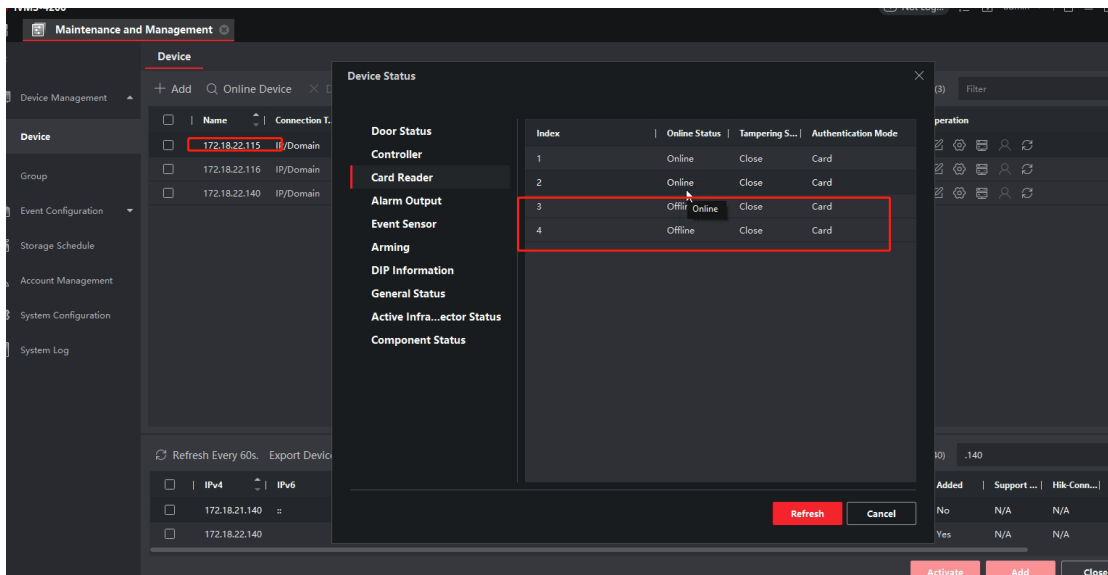 iVMS-4200
Maintenance and Management
Device
Device Management
Device
Group
Event Configuration
Storage Schedule
Account Management
System Configuration
System Log
Add Online Device
(3) Filter
Name Connection T..
172.18.22.115 IP/Domain
172.18.22.116 IP/Domain
172.18.22.140 IP/Domain
peration
Device Status
Door Status
Controller
Card Reader
Alarm Output
Event Sensor
Arming
DIP Information
General Status
Active Infra...ector Status
Component Status
Index Online Status Tampering S... Authentication Mode
1 Online Close Card
2 Online Close Card
3 Offlin Close Card
Online
4 Offline Close Card
Refresh Cancel
Refresh Every 60s. Export Devic
40) .140
IPv4 IPv6
Added Support ... Hik-Conn...
172.18.21.140 ::
No N/A N/A
172.18.22.140
Yes N/A N/A
Activate Add Close